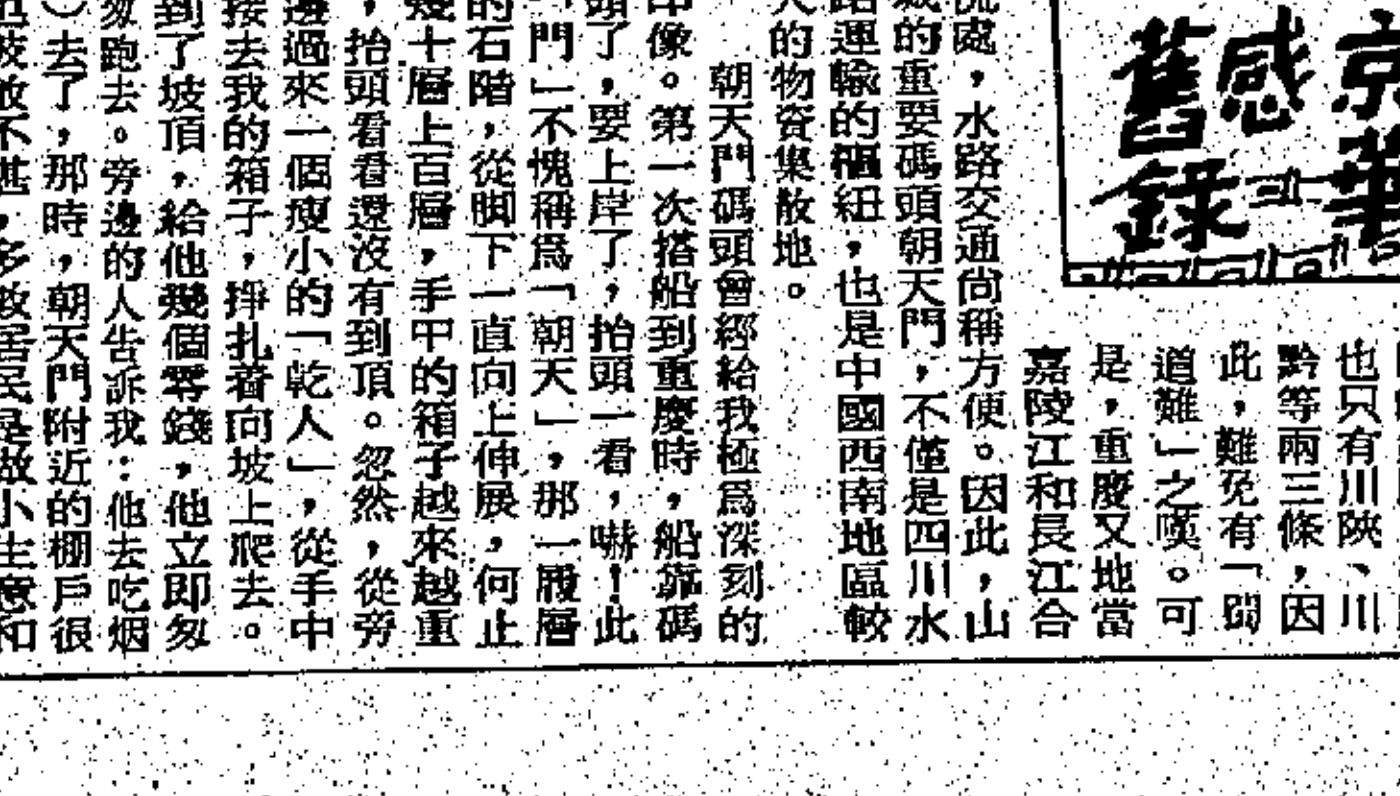 京華
感
舊錄
也只有川陝、川
黔等兩三條，因
此，難免有「蜀
道難」之嘆。可
是，重慶又地當
嘉陵江和長江合
流處，水路交通尚稱方便。因此，山
城的重要碼頭朝天門，不僅是四川水
路運輸的樞紐，也是中國西南地區較
大的物資集散地。
朝天門碼頭曾經給我極爲深刻的
印像。第一次搭船到重慶時，船靠碼
頭了，要上岸了，抬頭一看，嚇！此
「門」不愧稱爲「朝天」，那一層層
的石階，從脚下一直向上伸展，何止
幾十層上百層，手中的箱子越來越重
，抬頭看看還沒有到頂。忽然，從旁
邊過來一個瘦小的「乾人」，從手中
接去我的箱子，掙扎着向坡上爬去。
到了坡頂，給他幾個零錢，他立即匆
匆跑去。旁邊的人告訴我：他去吃烟
）去了，那時，朝天門附近的棚戶很
也破敝不甚，多數居民是做小生意和